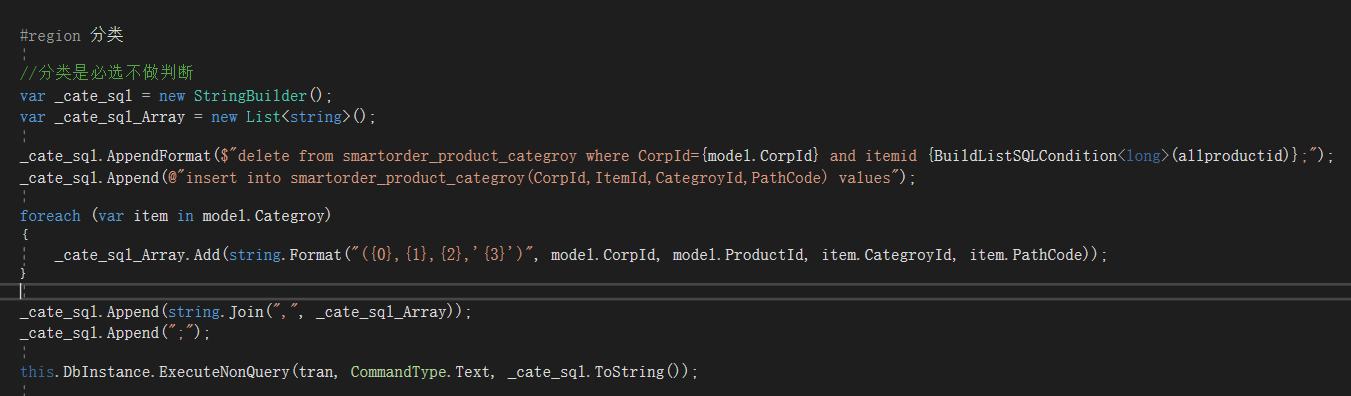 #region 分类
//分类是必选不做判断
var _cate_sql = new StringBuilder();
var _cate_sql_Array = new List<string>();
_cate_sql.AppendFormat($"delete from smartorder_product_categroy where CorpId={model.CorpId} and itemid {BuildListSQLCondition<long>(allproductid)};");
_cate_sql.Append(@"insert into smartorder_product_categroy(CorpId,ItemId,CategroyId,PathCode) values");
foreach (var item in model.Categroy)
{
_cate_sql_Array.Add(string.Format("({0},{1},{2},'{3}')", model.CorpId, model.ProductId, item.CategroyId, item.PathCode));
}
_cate_sql.Append(string.Join(",", _cate_sql_Array));
_cate_sql.Append(";");
this.DbInstance.ExecuteNonQuery(tran, CommandType.Text, _cate_sql.ToString());